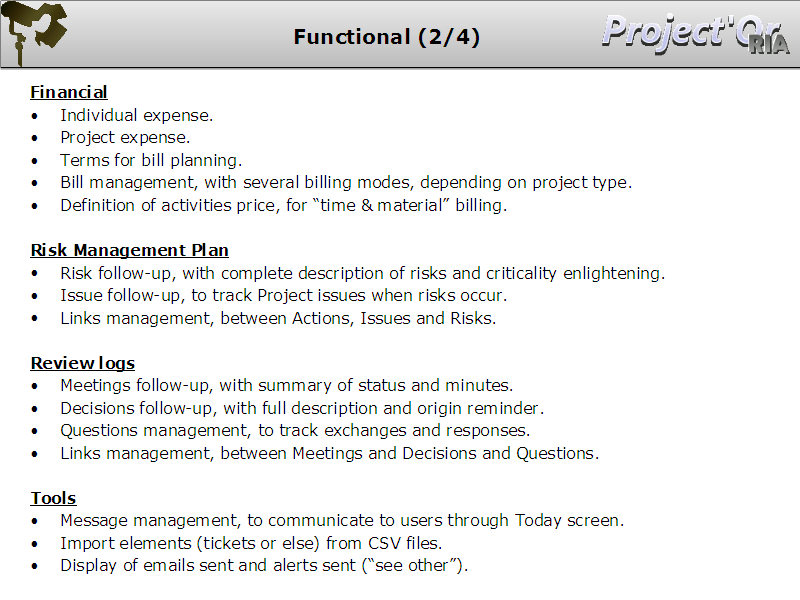 Functional (2/4)
Project'Or
RIA
Financial
• Individual expense.
• Project expense.
• Terms for bill planning.
• Bill management, with several billing modes, depending on project type.
• Definition of activities price, for “time & material” billing.
Risk Management Plan
• Risk follow-up, with complete description of risks and criticality enlightening.
• Issue follow-up, to track Project issues when risks occur.
• Links management, between Actions, Issues and Risks.
Review logs
• Meetings follow-up, with summary of status and minutes.
• Decisions follow-up, with full description and origin reminder.
• Questions management, to track exchanges and responses.
• Links management, between Meetings and Decisions and Questions.
Tools
• Message management, to communicate to users through Today screen.
• Import elements (tickets or else) from CSV files.
• Display of emails sent and alerts sent (“see other”).